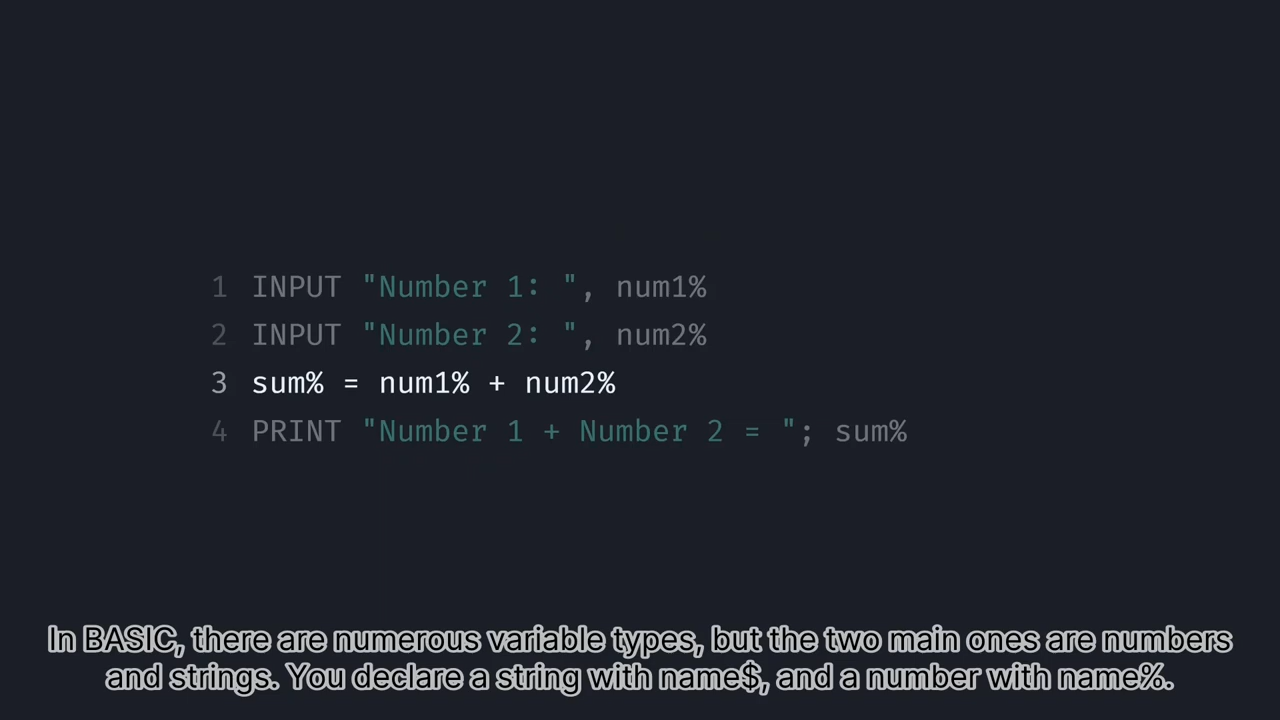 1 INPUT "Number 1: ", num1%
2 INPUT "Number 2: ", num2%
3 sum% = num1% + num2%
4 PRINT "Number 1 + Number 2 = "; sum%
In BASIC, there are numerous variable types, but the two main ones are numbers
and strings. You declare a string with name$, and a number with name%.